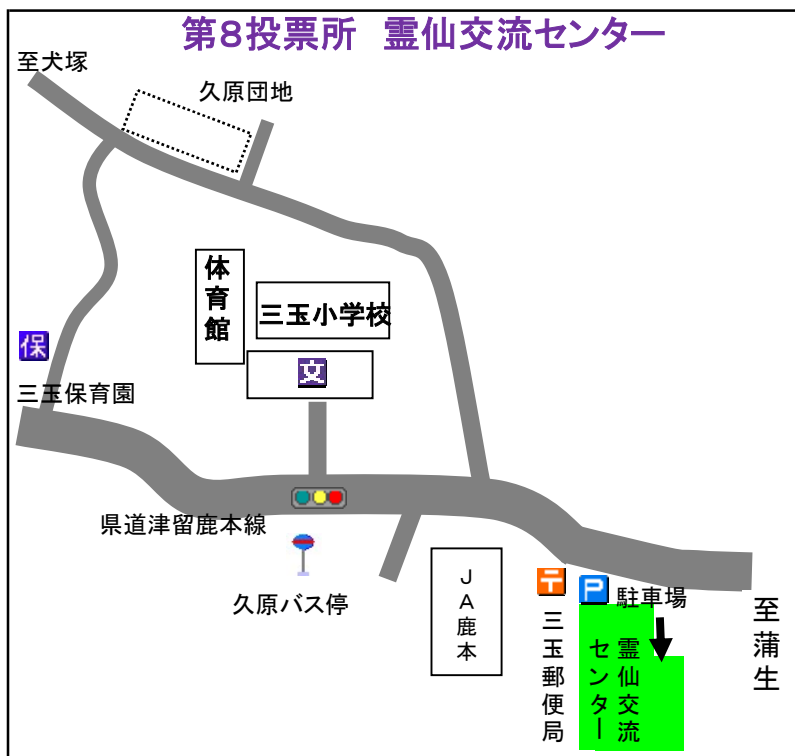 第8投票所 霊仙交流センター
至犬塚
久原団地
体育館
三玉小学校
文
保
三玉保育園
県道津留鹿本線
久原バス停
JA鹿本
〒
三玉郵便局
P
駐車場
霊仙交流
センター
至蒲生